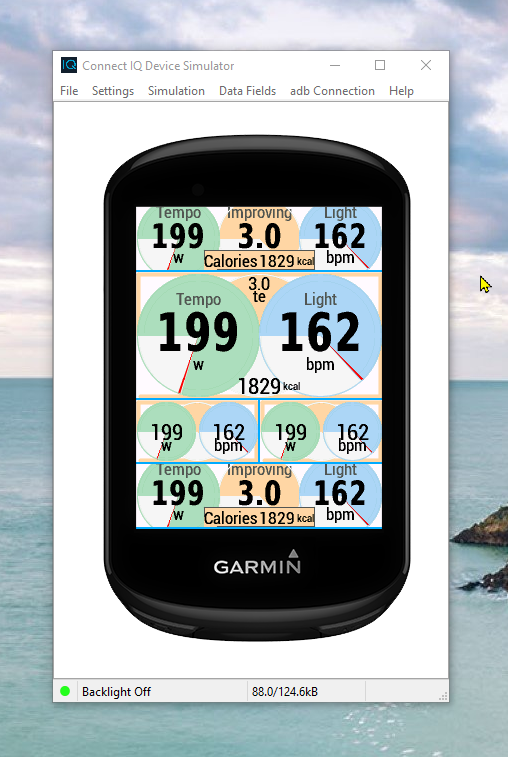 IQ Connect IQ Device Simulator
File Settings Simulation Data Fields adb Connection Help
Tempo Improving Light
199 3.0 162
w bpm
Calories 1829 kcal
3.0
te
Tempo Light
199 162
w bpm
1829 kcal
199 162 199 162
w bpm w bpm
Tempo Improving Light
199 3.0 162
w bpm
Calories 1829 kcal
GARMIN
Backlight Off 88.0/124.6kB